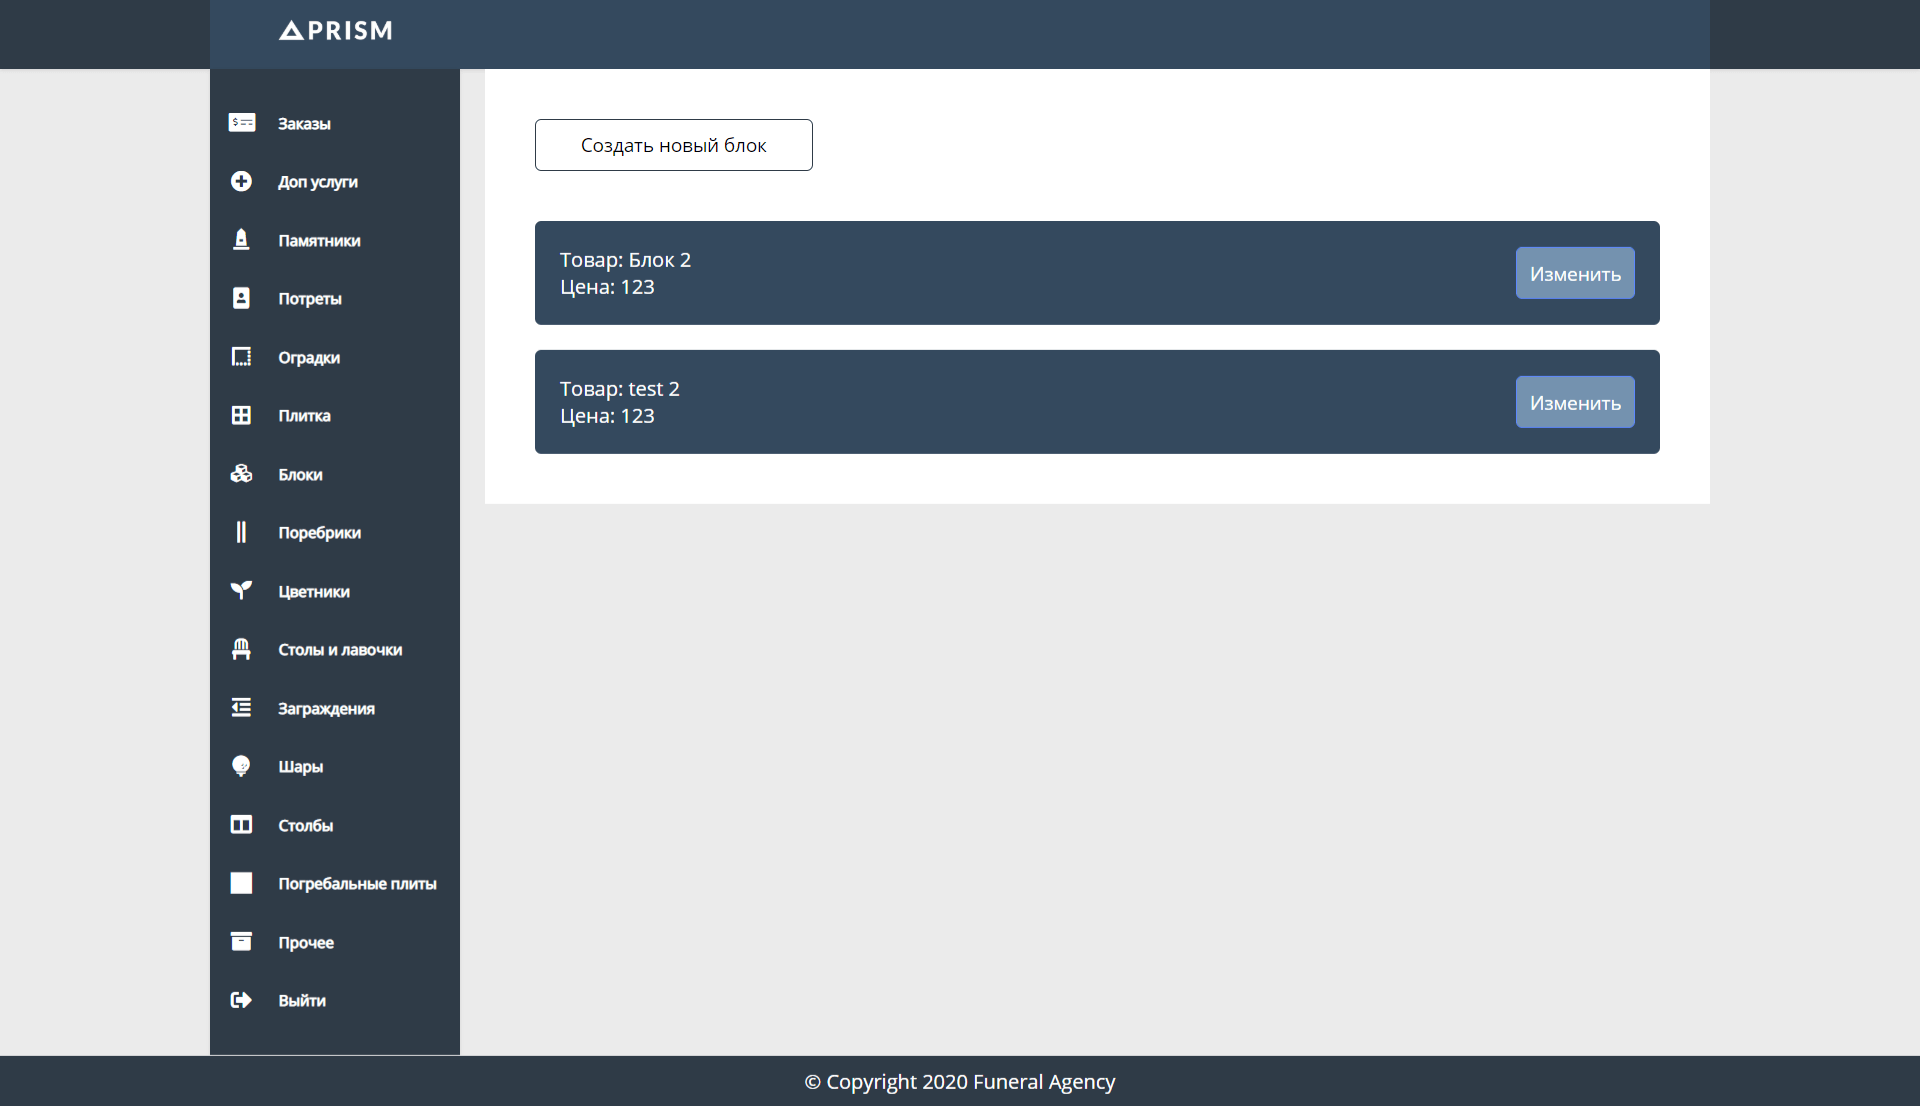 PRISM
Заказы
Доп услуги
Памятники
Потреты
Оградки
Плитка
Блоки
Поребрики
Цветники
Столы и лавочки
Заграждения
Шары
Столбы
Погребальные плиты
Прочее
Выйти
Создать новый блок
Товар: Блок 2
Цена: 123
Изменить
Товар: test 2
Цена: 123
Изменить
© Copyright 2020 Funeral Agency